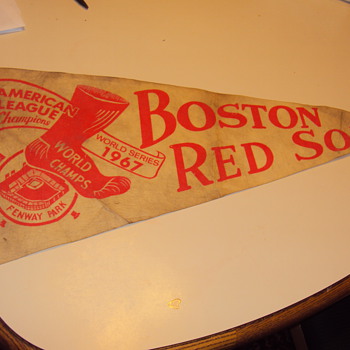 AMERICAN
LEAGUE
Champions
WORLD SERIES
1967
WORLD
CHAMPS
FENWAY PARK
BOSTON
RED SO